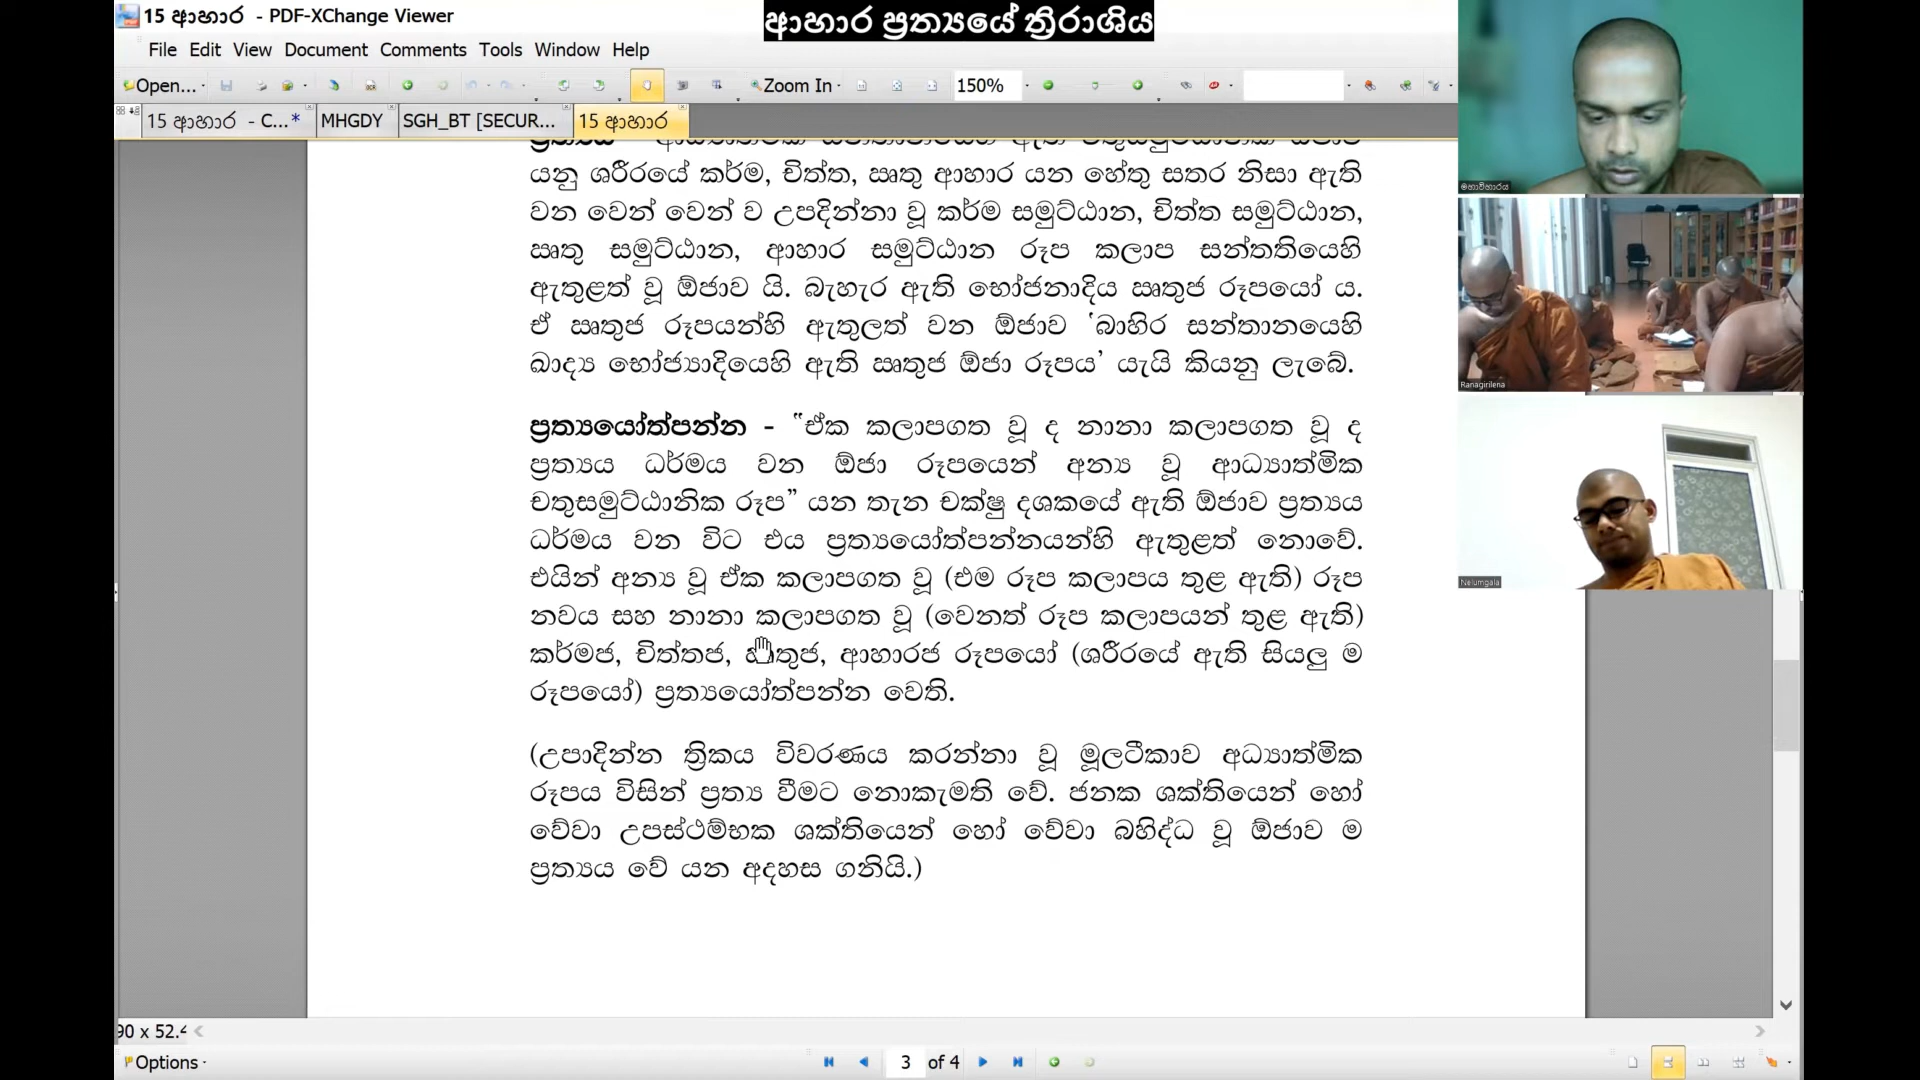 15 ආහාර - PDF-XChange Viewer
ආහාර ප්‍රත්‍යයේ ත්‍රිරාශිය
File Edit View Document Comments Tools Window Help
Open... Zoom In 150%
15 ආහාර - C...* MHGDY SGH_BT [SECUR... 15 ආහාර
මහාවිහාරය
යනු ශරීරයේ කර්ම, චිත්ත, ඍතු ආහාර යන හේතු සතර නිසා ඇති
වන වෙන් වෙන් ව උපදින්නා වූ කර්ම සමුට්ඨාන, චිත්ත සමුට්ඨාන,
ඍතු සමුට්ඨාන, ආහාර සමුට්ඨාන රූප කලාප සන්තතියෙහි
ඇතුළත් වූ ඕජාව යි. බැහැර ඇති භෝජනාදිය ඍතුජ රූපයෝ ය.
ඒ ඍතුජ රූපයන්හි ඇතුලත් වන ඕජාව ‘බාහිර සන්තානයෙහි
ඛාද්‍ය භෝජ්‍යාදියෙහි ඇති ඍතුජ ඕජා රූපය’ යැයි කියනු ලැබේ.
Ranagirilena
ප්‍රත්‍යයෝත්පන්න - “ඒක කලාපගත වූ ද නානා කලාපගත වූ ද
ප්‍රත්‍යය ධර්මය වන ඕජා රූපයෙන් අන්‍ය වූ ආධ්‍යාත්මික
චතුසමුට්ඨානික රූප” යන තැන චක්ෂු දශකයේ ඇති ඕජාව ප්‍රත්‍යය
ධර්මය වන විට එය ප්‍රත්‍යයෝත්පන්නයන්හි ඇතුළත් නොවේ.
එයින් අන්‍ය වූ ඒක කලාපගත වූ (එම රූප කලාපය තුළ ඇති) රූප
නවය සහ නානා කලාපගත වූ (වෙනත් රූප කලාපයන් තුළ ඇති)
කර්මජ, චිත්තජ, ඍතුජ, ආහාරජ රූපයෝ (ශරීරයේ ඇති සියලු ම
රූපයෝ) ප්‍රත්‍යයෝත්පන්න වෙති.
Nelumgala
(උපාදින්න ත්‍රිකය විවරණය කරන්නා වූ මූලටීකාව අධ්‍යාත්මික
රූපය විසින් ප්‍රත්‍ය වීමට නොකැමති වේ. ජනක ශක්තියෙන් හෝ
වේවා උපස්ථම්භක ශක්තියෙන් හෝ වේවා බහිද්ධ වූ ඕජාව ම
ප්‍රත්‍යය වේ යන අදහස ගනියි.)
90 x 52.4
Options 3 of 4